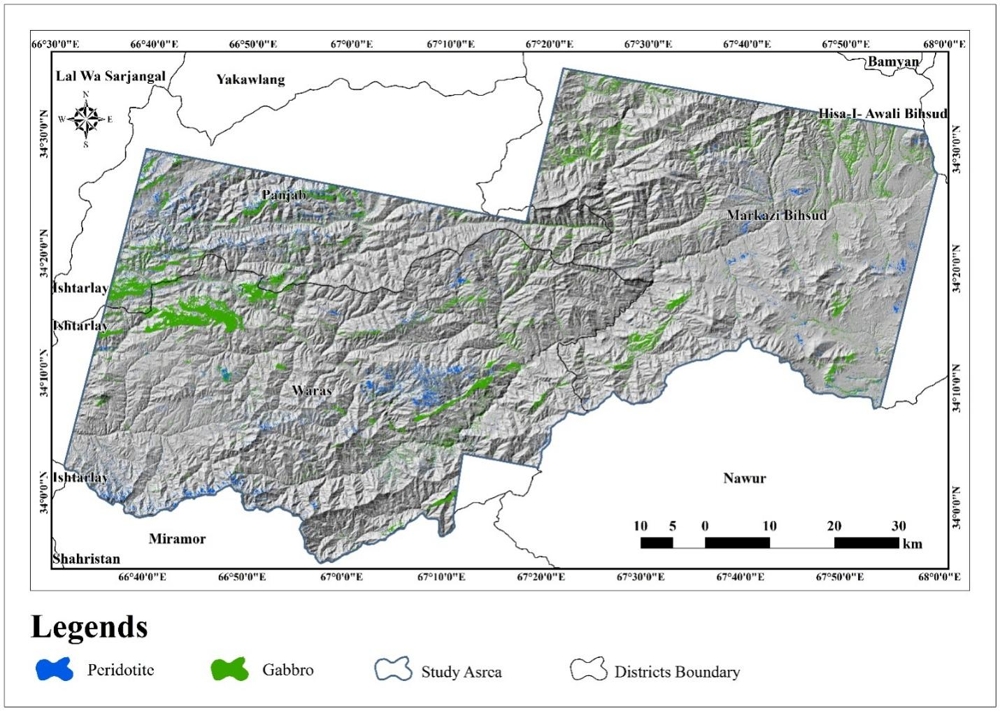 66°30'0"E 66°40'0"E 66°50'0"E 67°0'0"E 67°10'0"E 67°20'0"E 67°30'0"E 67°40'0"E 67°50'0"E 68°0'0"E
Bamyan
Lal Wa Sarjangal
Yakawlang
N
W E
S
Hisa-I- Awali Bihsud
34°30'0"N
34°30'0"N
Panjab
Markazi Bihsud
34°20'0"N
34°20'0"N
Ishtarlay
Ishtarlay
34°10'0"N
34°10'0"N
Waras
Ishtarlay
Nawur
34°0'0"N
34°0'0"N
10 5 0 10 20 30
km
Miramor
Shahristan
66°40'0"E 66°50'0"E 67°0'0"E 67°10'0"E 67°20'0"E 67°30'0"E 67°40'0"E 67°50'0"E 68°0'0"E
Legends
Peridotite Gabbro Study Asrea Districts Boundary